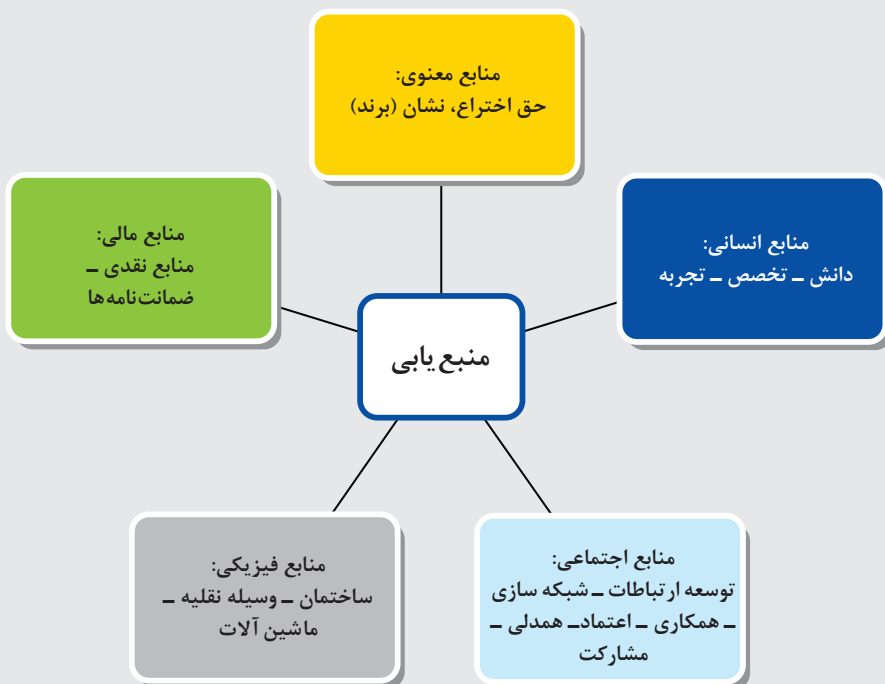 منابع معنوی:
حق اختراع، نشان (برند)
منابع انسانی:
دانش ـ تخصص ـ تجربه
منابع مالی:
منابع نقدی ـ
ضمانت‌نامه‌ها
منبع‌یابی
منابع اجتماعی:
توسعه ارتباطات ـ شبکه سازی
ـ همکاری ـ اعتمادـ همدلی ـ
مشارکت
منابع فیزیکی:
ساختمان ـ وسیله نقلیه ـ
ماشین آلات